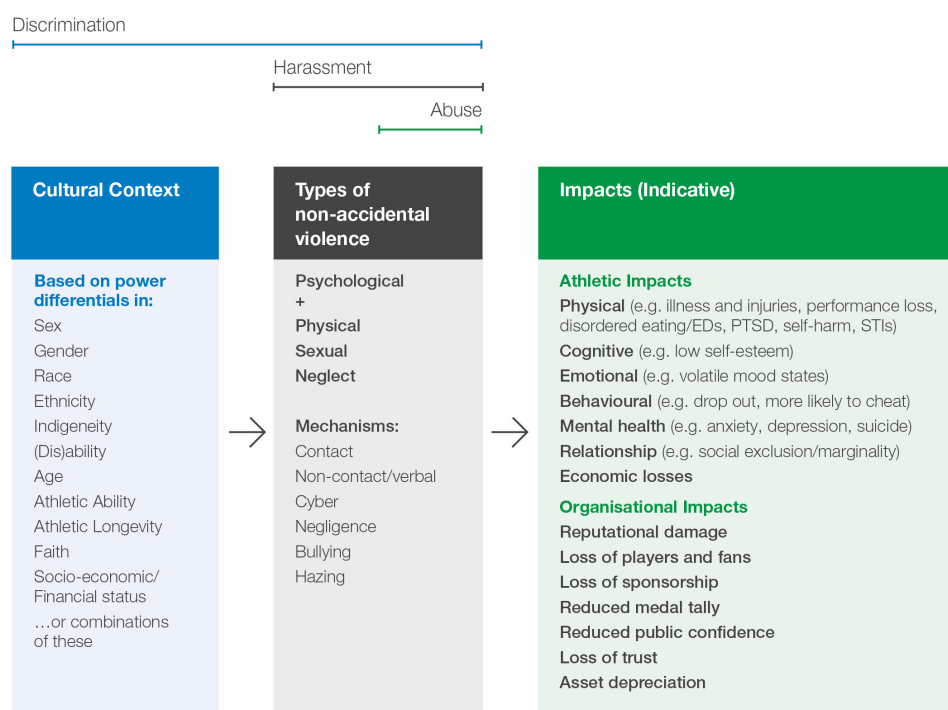 Discrimination
Harassment
Abuse
Cultural Context
Based on power
differentials in:
Sex
Gender
Race
Ethnicity
Indigeneity
(Dis)ability
Age
Athletic Ability
Athletic Longevity
Faith
Socio-economic/
Financial status
…or combinations
of these
Types of
non-accidental
violence
Psychological
+
Physical
Sexual
Neglect
Mechanisms:
Contact
Non-contact/verbal
Cyber
Negligence
Bullying
Hazing
Impacts (Indicative)
Athletic Impacts
Physical (e.g. illness and injuries, performance loss,
disordered eating/EDs, PTSD, self-harm, STIs)
Cognitive (e.g. low self-esteem)
Emotional (e.g. volatile mood states)
Behavioural (e.g. drop out, more likely to cheat)
Mental health (e.g. anxiety, depression, suicide)
Relationship (e.g. social exclusion/marginality)
Economic losses
Organisational Impacts
Reputational damage
Loss of players and fans
Loss of sponsorship
Reduced medal tally
Reduced public confidence
Loss of trust
Asset depreciation